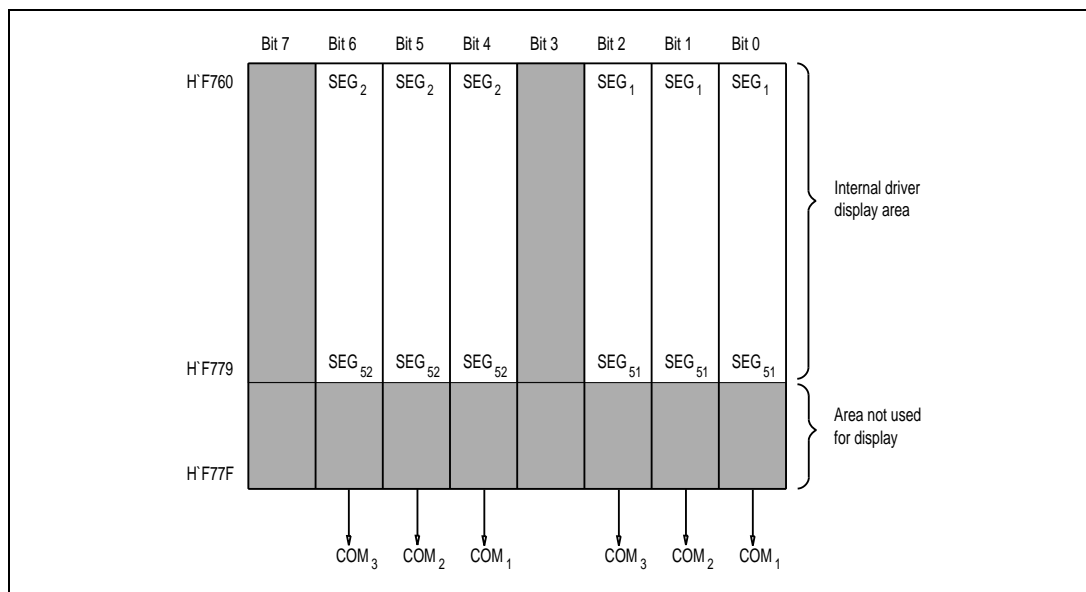 Bit 7 Bit 6 Bit 5 Bit 4 Bit 3 Bit 2 Bit 1 Bit 0
H`F760 SEG2 SEG2 SEG2 SEG1 SEG1 SEG1
Internal driver
display area
H`F779 SEG52 SEG52 SEG52 SEG51 SEG51 SEG51
Area not used
for display
H`F77F
COM3 COM2 COM1 COM3 COM2 COM1